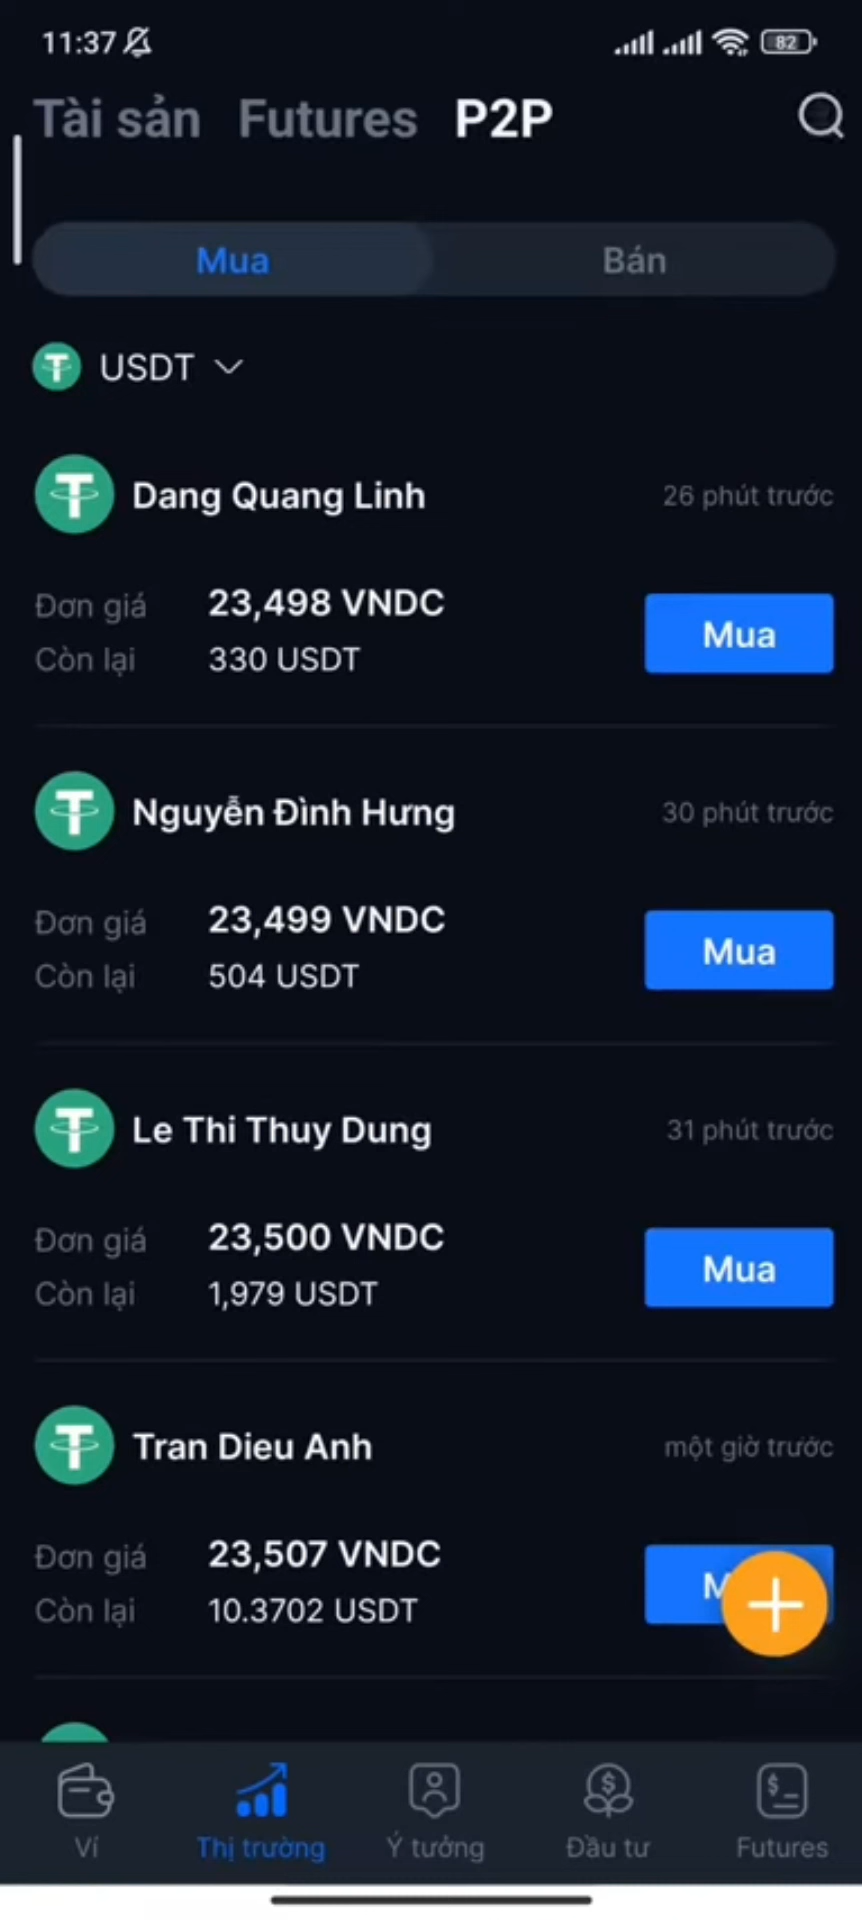 11:37 82
Tài sản Futures P2P
Mua Bán
USDT
Dang Quang Linh 26 phút trước
Đơn giá 23,498 VNDC
Còn lại 330 USDT
Mua
Nguyễn Đình Hưng 30 phút trước
Đơn giá 23,499 VNDC
Còn lại 504 USDT
Mua
Le Thi Thuy Dung 31 phút trước
Đơn giá 23,500 VNDC
Còn lại 1,979 USDT
Mua
Tran Dieu Anh một giờ trước
Đơn giá 23,507 VNDC
Còn lại 10.3702 USDT
Ví Thị trường Ý tưởng Đầu tư Futures